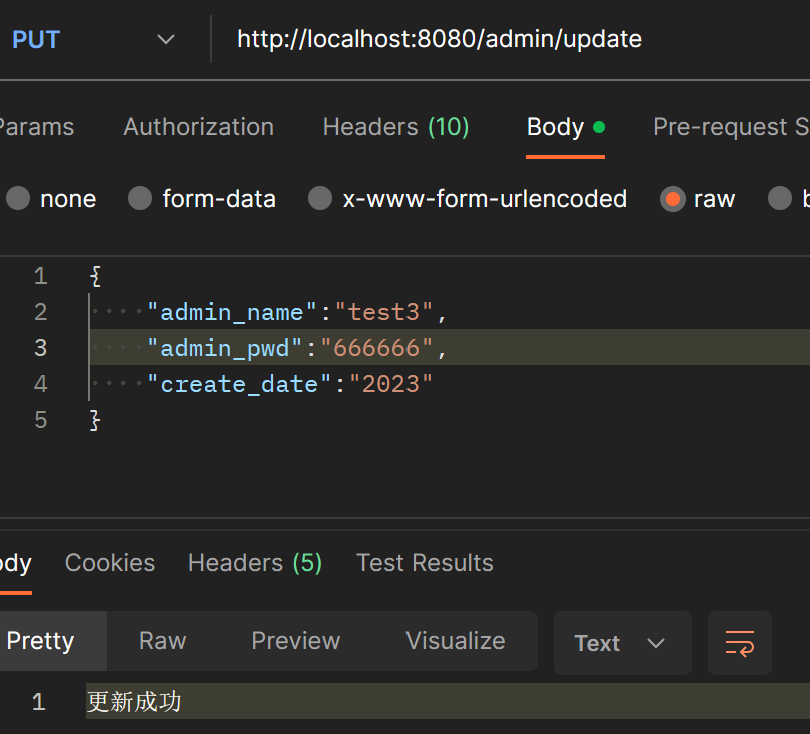 PUT http://localhost:8080/admin/update
Params Authorization Headers (10) Body Pre-request S
none form-data x-www-form-urlencoded raw b
1 {
2 "admin_name":"test3",
3 "admin_pwd":"666666",
4 "create_date":"2023"
5 }
ody Cookies Headers (5) Test Results
Pretty Raw Preview Visualize Text
1 更新成功